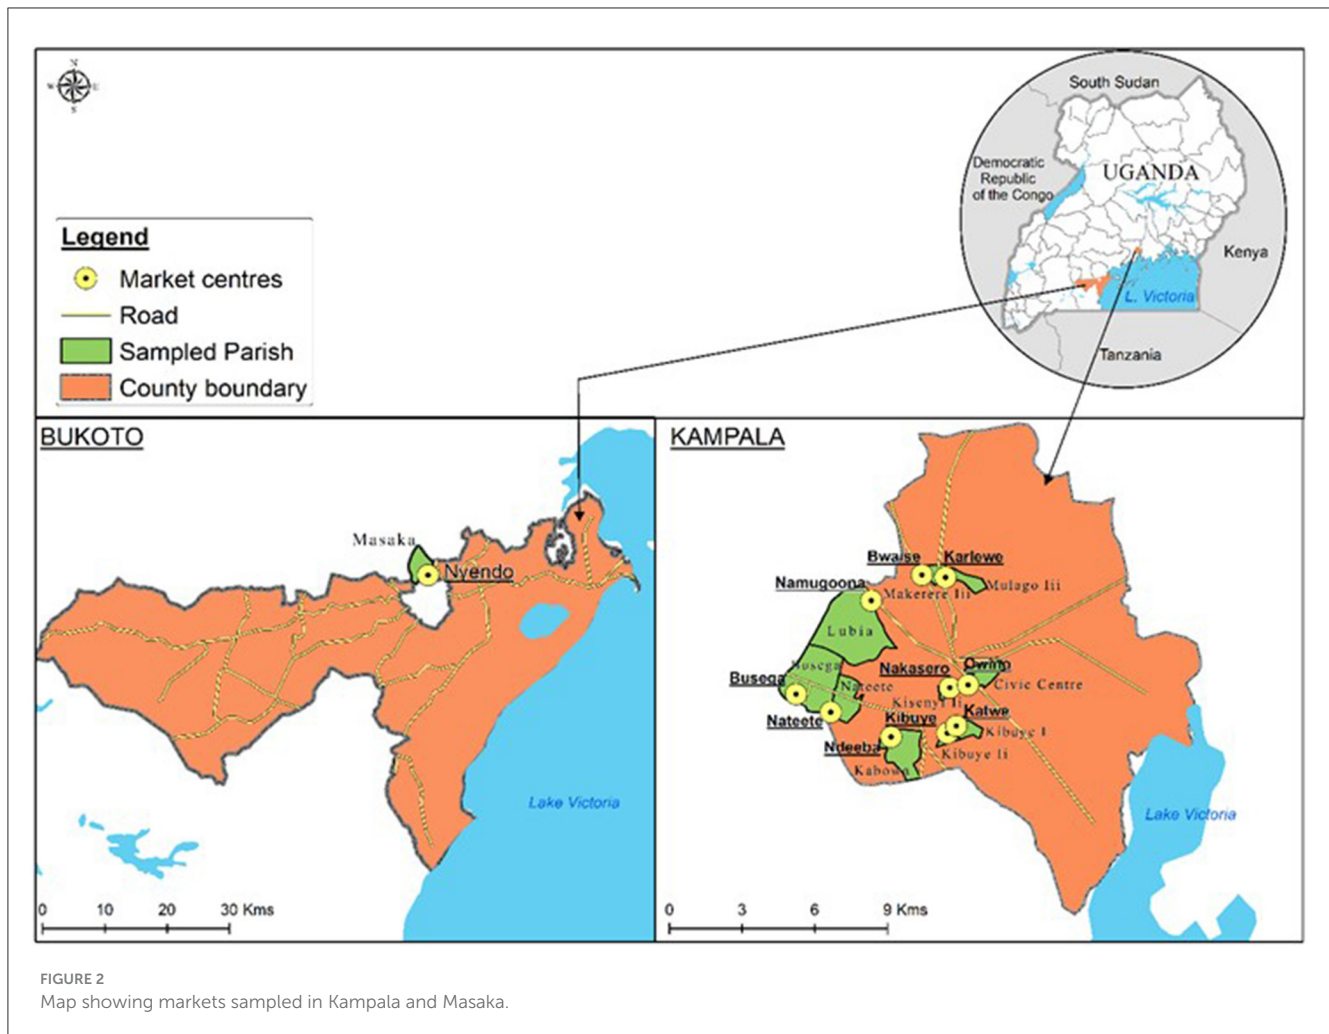 N
W E
S
South Sudan
Democratic
Republic
of the Congo
UGANDA
Kenya
L. Victoria
Tanzania
Legend
Market centres
Road
Sampled Parish
County boundary
BUKOTO
Masaka
Nyendo
Lake Victoria
0 10 20 30 Kms
KAMPALA
Bwaise Karlewe
Namugoona Mulago Iii
Makerere Iii
Lubia
Busega
Nakasero Owino
Busega Nateete Civic Centre
Kisenyi Ii
Nateete Kibuye Katwe
Kibuye I
Ndeeba Kibuye Ii
Kabowa
Lake Victoria
0 3 6 9 Kms
FIGURE 2
Map showing markets sampled in Kampala and Masaka.